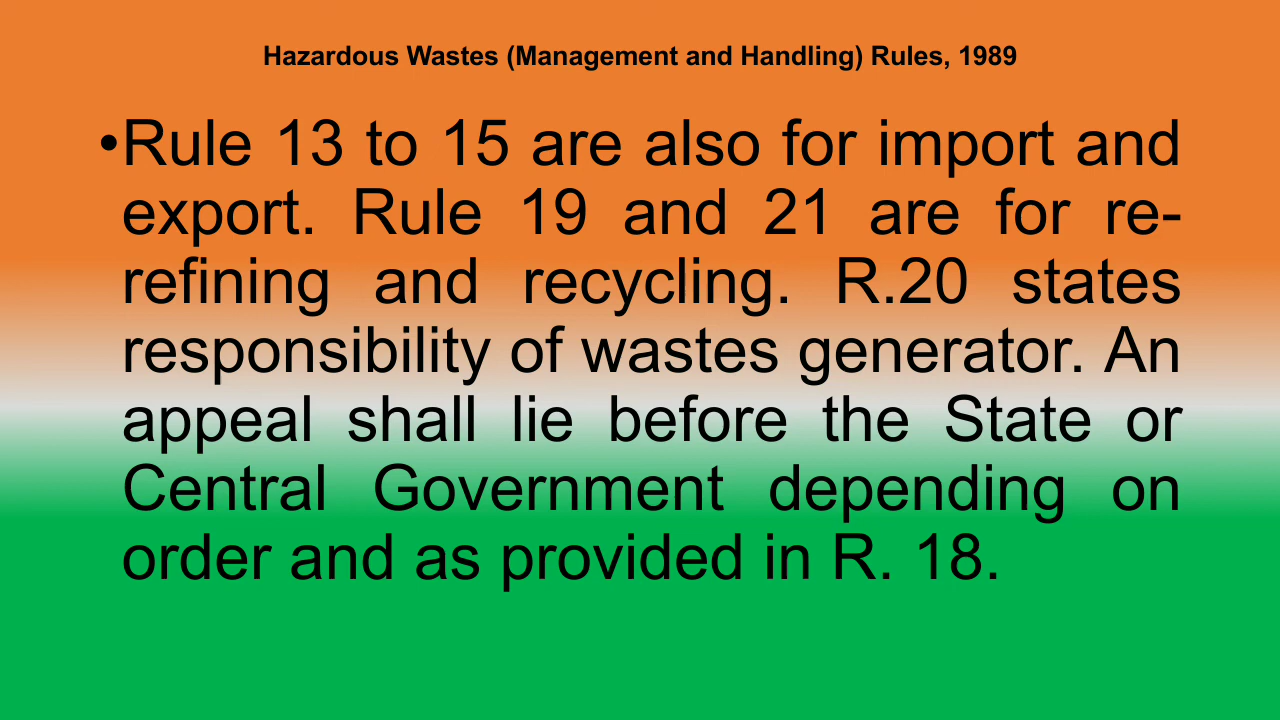 Hazardous Wastes (Management and Handling) Rules, 1989
•Rule 13 to 15 are also for import and
export. Rule 19 and 21 are for re-
refining and recycling. R.20 states
responsibility of wastes generator. An
appeal shall lie before the State or
Central Government depending on
order and as provided in R. 18.